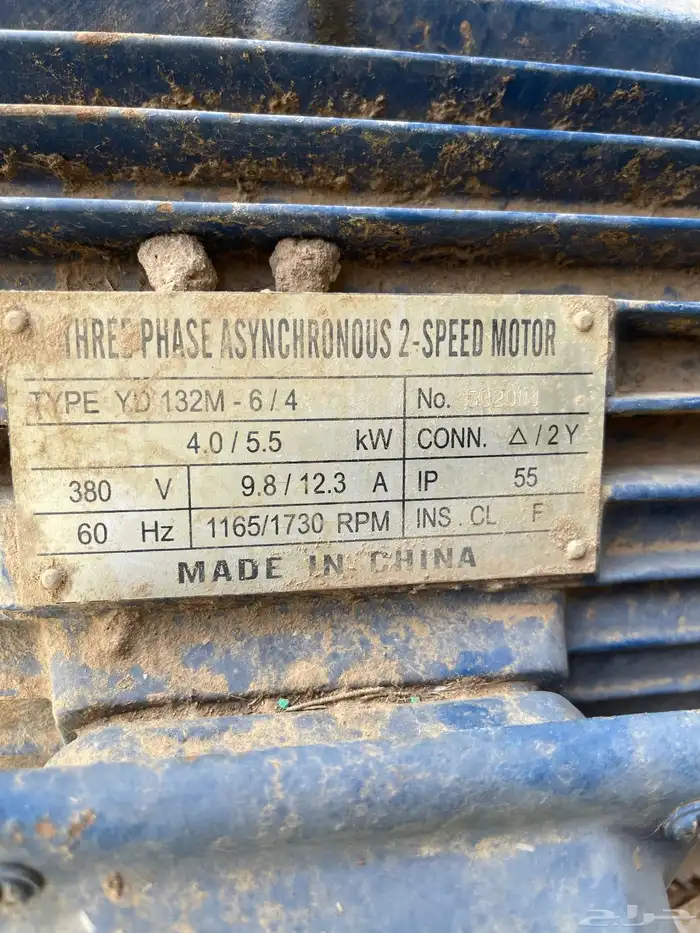 THREE PHASE ASYNCHRONOUS 2-SPEED MOTOR
TYPE YD 132M - 6 / 4 No.
4.0 / 5.5 kW CONN. △ / 2 Y
380 V 9.8 / 12.3 A IP 55
60 Hz 1165/1730 RPM INS . CL F
MADE IN CHINA
حراج